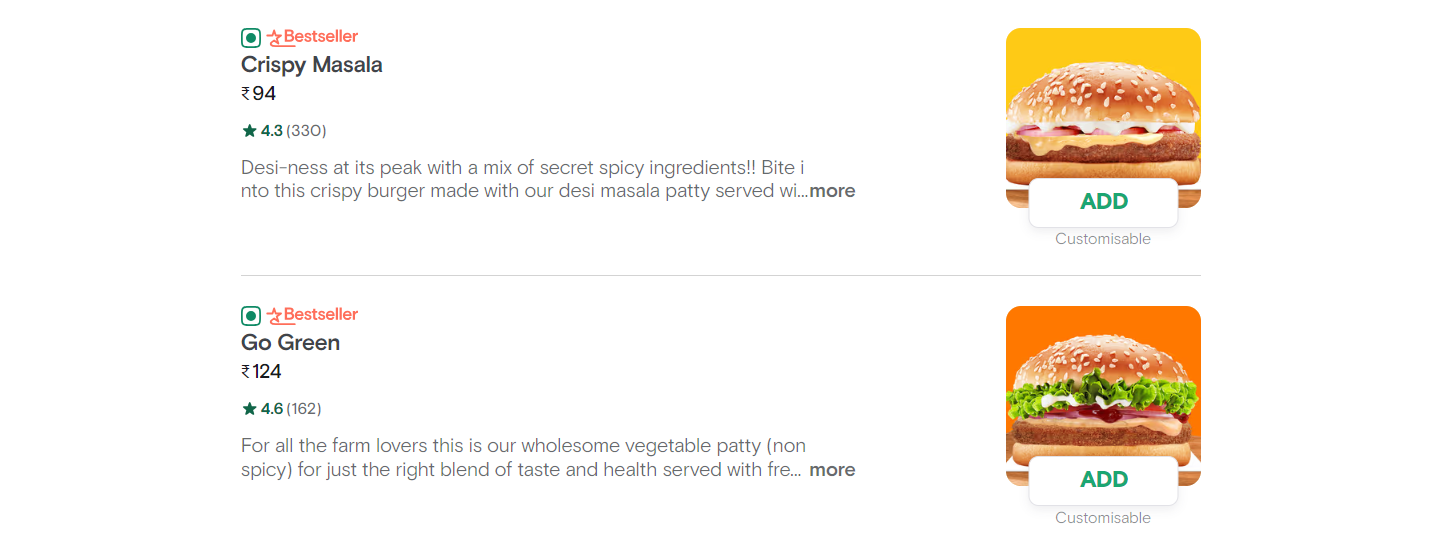 Bestseller
Crispy Masala
₹94
4.3 (330)
Desi-ness at its peak with a mix of secret spicy ingredients!! Bite i
nto this crispy burger made with our desi masala patty served wi...more
ADD
Customisable
Bestseller
Go Green
₹124
4.6 (162)
For all the farm lovers this is our wholesome vegetable patty (non
spicy) for just the right blend of taste and health served with fre... more
ADD
Customisable